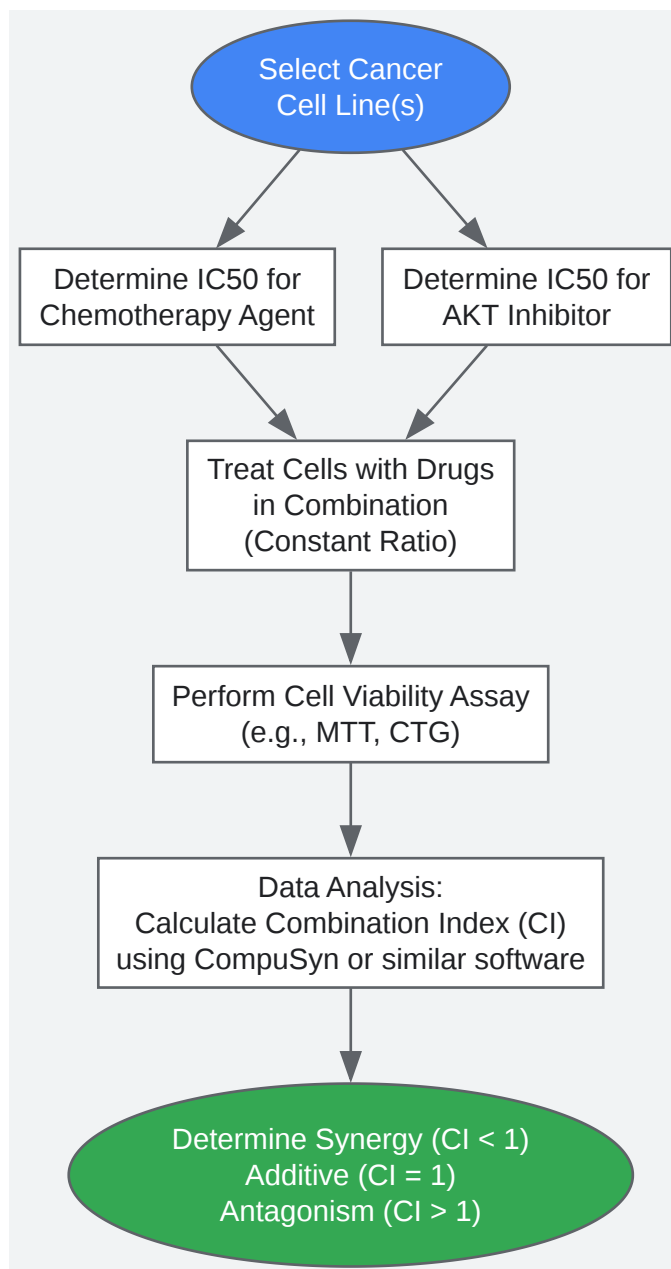 Select Cancer
Cell Line(s)
Determine IC50 for
Chemotherapy Agent
Determine IC50 for
AKT Inhibitor
Treat Cells with Drugs
in Combination
(Constant Ratio)
Perform Cell Viability Assay
(e.g., MTT, CTG)
Data Analysis:
Calculate Combination Index (CI)
using CompuSyn or similar software
Determine Synergy (CI < 1)
Additive (CI = 1)
Antagonism (CI > 1)